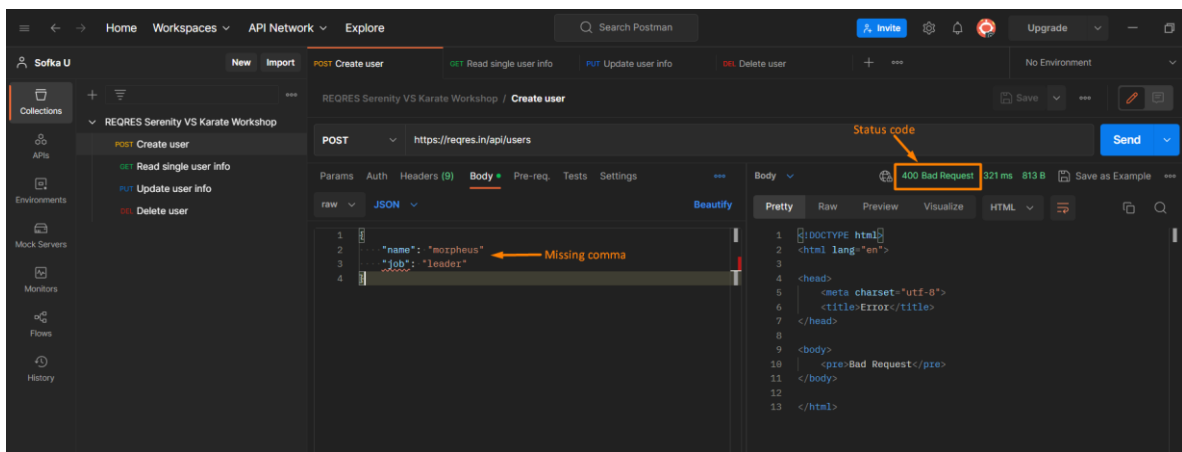 Home Workspaces API Network Explore Search Postman Invite Upgrade
Sofka U New Import POST Create user GET Read single user info PUT Update user info DEL Delete user No Environment
Collections
APIs
Environments
Mock Servers
Monitors
Flows
History
REQRES Serenity VS Karate Workshop
POST Create user
GET Read single user info
PUT Update user info
DEL Delete user
REQRES Serenity VS Karate Workshop / Create user Save
POST https://reqres.in/api/users Send
Status code
Params Auth Headers (9) Body Pre-req. Tests Settings
raw JSON Beautify
1 {
2 "name": "morpheus"
3 "job": "leader"
4 }
Missing comma
Body 400 Bad Request 321 ms 813 B Save as Example
Pretty Raw Preview Visualize HTML
1 <!DOCTYPE html>
2 <html lang="en">
3
4 <head>
5 <meta charset="utf-8">
6 <title>Error</title>
7 </head>
8
9 <body>
10 <pre>Bad Request</pre>
11 </body>
12
13 </html>